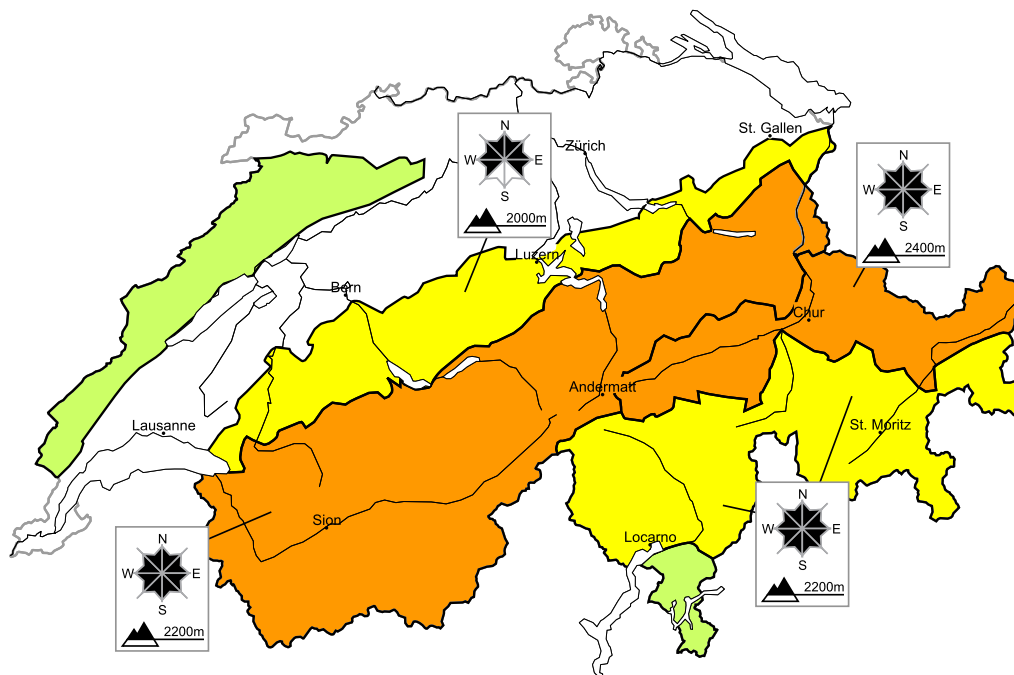 N
W E
S
2000m
St. Gallen
Zürich
N
W E
S
2400m
Luzern
Bern
Chur
Andermatt
Lausanne
St. Moritz
N
W E
S
2200m
Sion
Locarno
N
W E
S
2200m